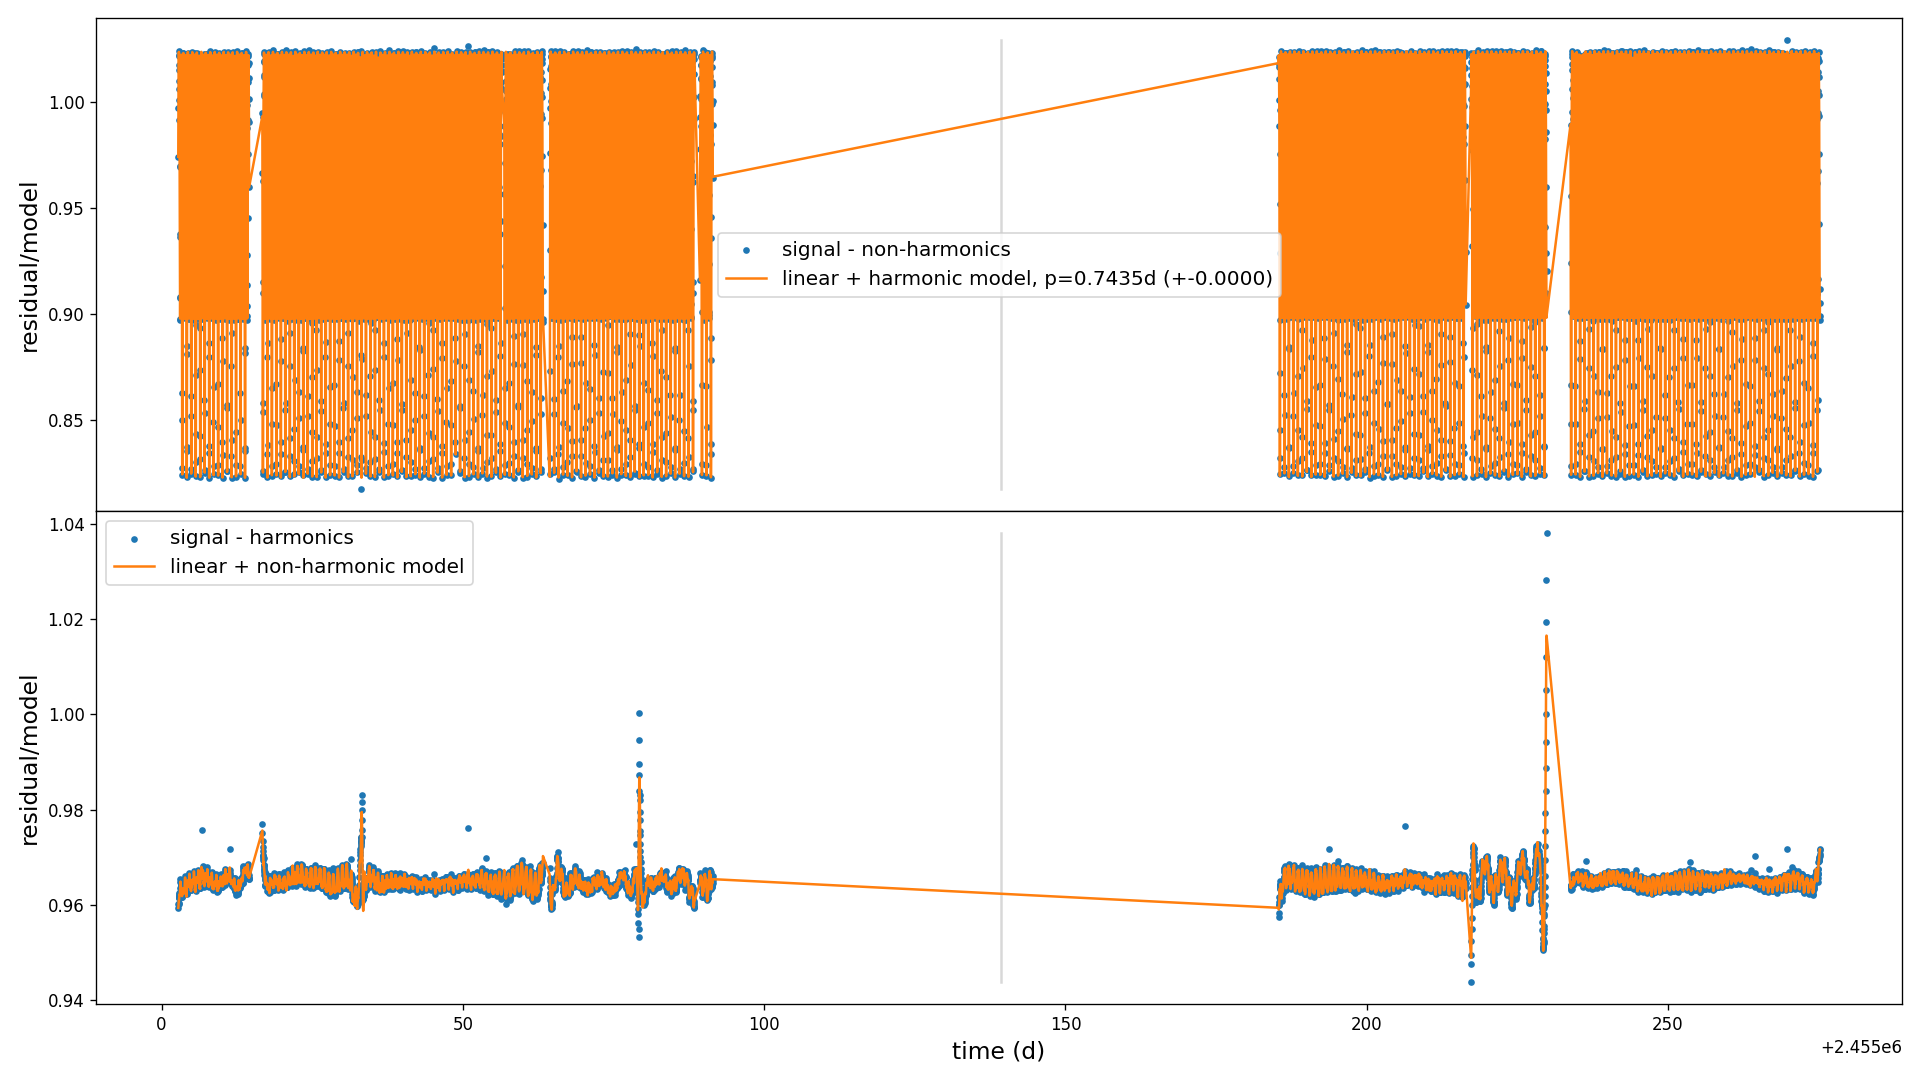 1.00
0.95
0.90
0.85
residual/model
signal - non-harmonics
linear + harmonic model, p=0.7435d (+-0.0000)
1.04
1.02
1.00
0.98
0.96
0.94
residual/model
signal - harmonics
linear + non-harmonic model
0
50
100
150
200
250
time (d)
+2.455e6